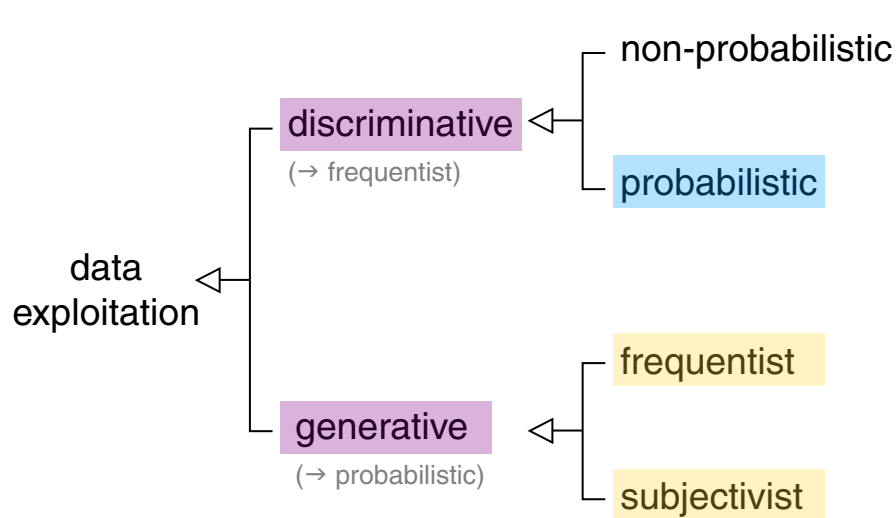 non-probabilistic
discriminative
(→ frequentist)
probabilistic
data
exploitation
frequentist
generative
(→ probabilistic)
subjectivist